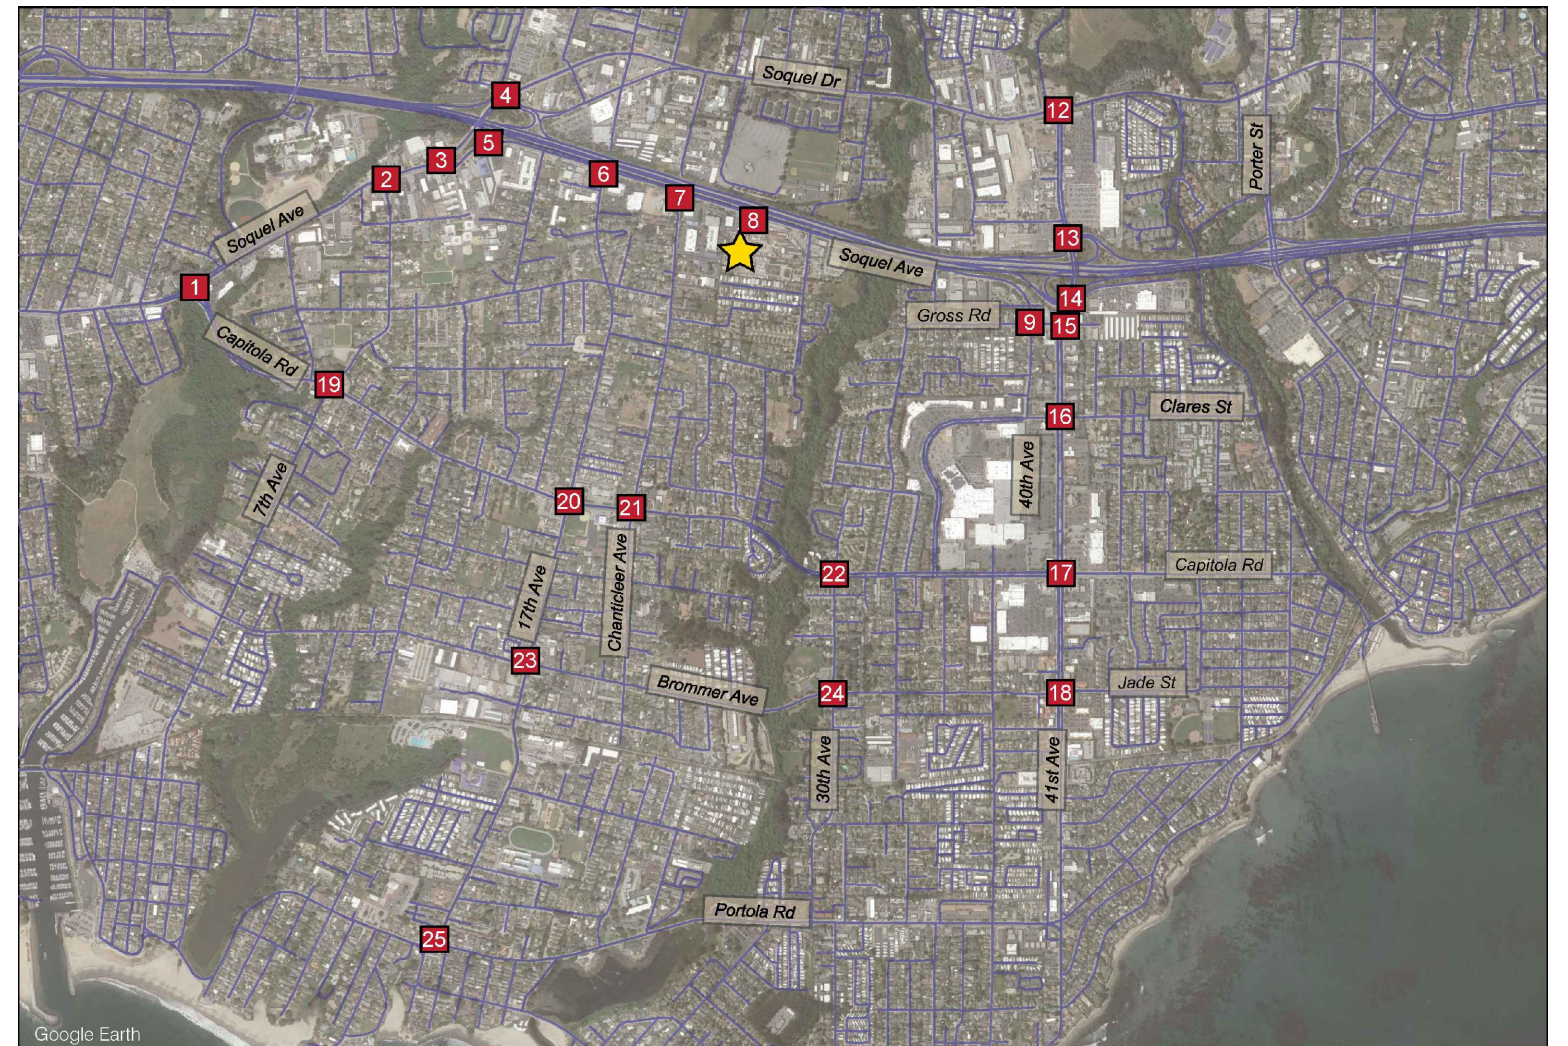 Soquel Dr
4
12
5
3
Porter St
6
2
7
8
Soquel Ave
13
Soquel Ave
1
14
Gross Rd
9
15
Capitola Rd
19
Clares St
16
40th Ave
7th Ave
20
21
Capitola Rd
22
17
17th Ave
Chanticleer Ave
23
Brommer Ave
24
18
Jade St
30th Ave
41st Ave
Portola Rd
25
Google Earth